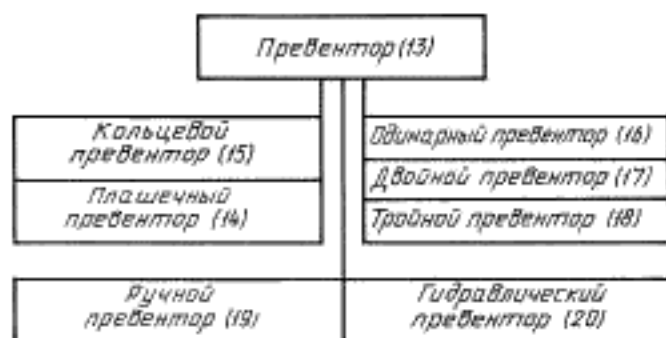 Превентор (13)
Кольцевой
превентор (15)
Плашечный
превентор (14)
Одинарный превентор (16)
Двойной превентор (17)
Тройной превентор (18)
Ручной
превентор (19)
Гидравлический
превентор (20)